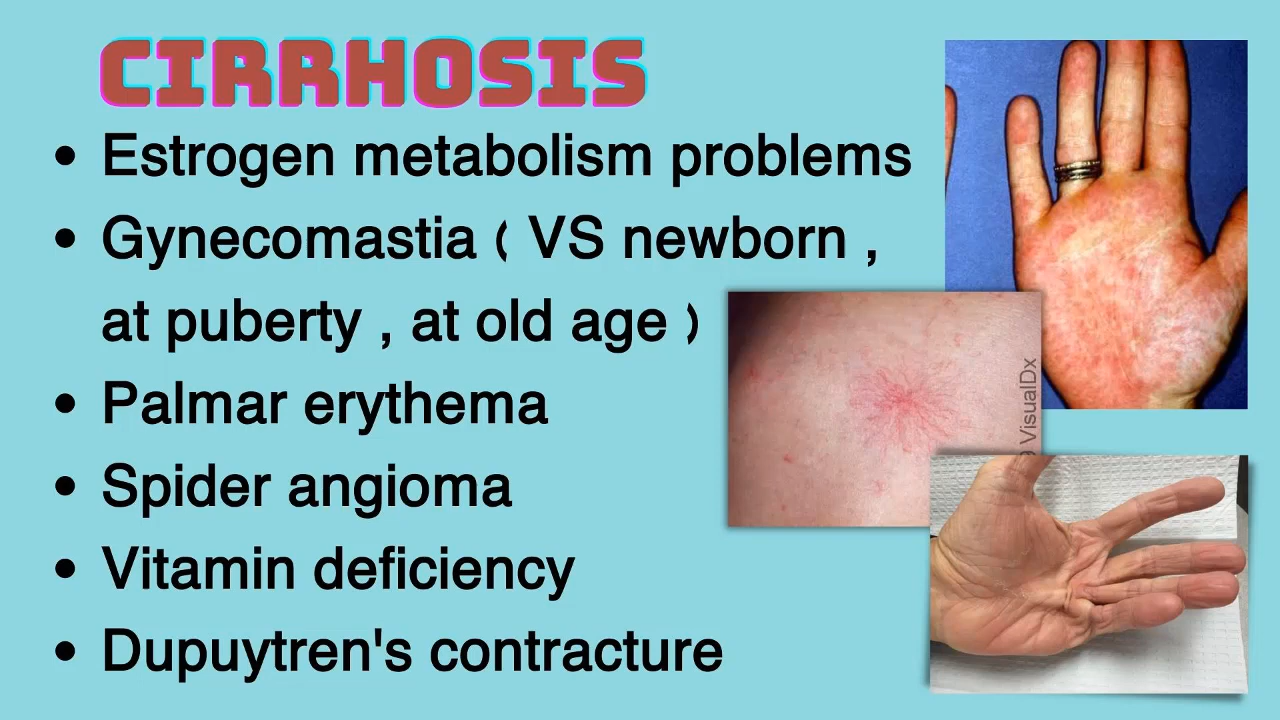 CIRRHOSIS
• Estrogen metabolism problems
• Gynecomastia ( VS newborn ,
at puberty , at old age )
• Palmar erythema
• Spider angioma
• Vitamin deficiency
• Dupuytren's contracture
VisualDx